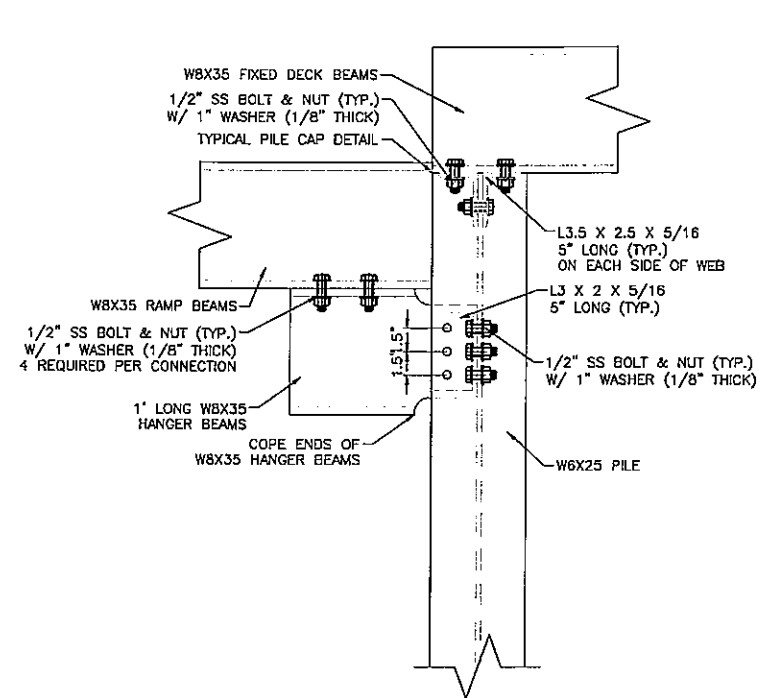 W8X35 FIXED DECK BEAMS
1/2" SS BOLT & NUT (TYP.)
W/ 1" WASHER (1/8" THICK)
TYPICAL PILE CAP DETAIL
L3.5 X 2.5 X 5/16
5" LONG (TYP.)
ON EACH SIDE OF WEB
L3 X 2 X 5/16
5" LONG (TYP.)
W8X35 RAMP BEAMS
1/2" SS BOLT & NUT (TYP.)
W/ 1" WASHER (1/8" THICK)
4 REQUIRED PER CONNECTION
1.5"
1.5"
1/2" SS BOLT & NUT (TYP.)
W/ 1" WASHER (1/8" THICK)
1' LONG W8X35
HANGER BEAMS
COPE ENDS OF
W8X35 HANGER BEAMS
W6X25 PILE